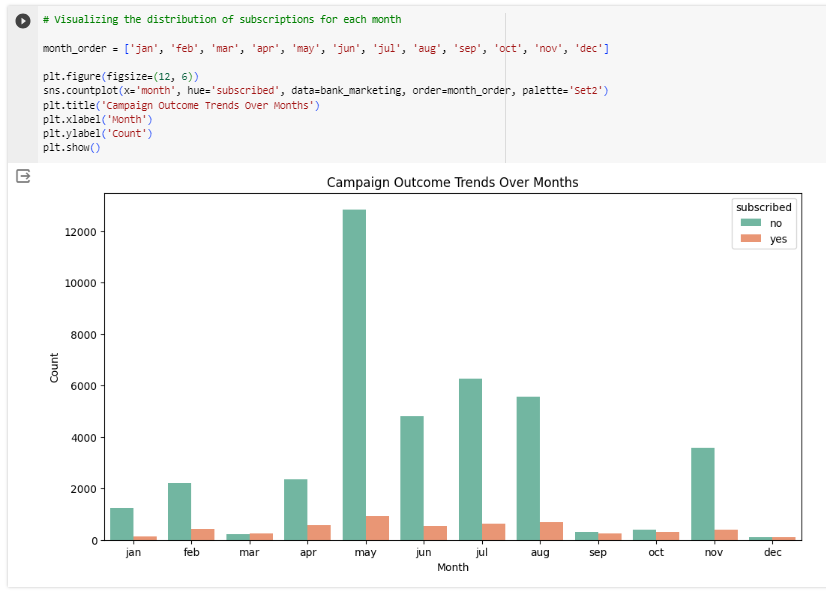 # Visualizing the distribution of subscriptions for each month
month_order = ['jan', 'feb', 'mar', 'apr', 'may', 'jun', 'jul', 'aug', 'sep', 'oct', 'nov', 'dec']
plt.figure(figsize=(12, 6))
sns.countplot(x='month', hue='subscribed', data=bank_marketing, order=month_order, palette='Set2')
plt.title('Campaign Outcome Trends Over Months')
plt.xlabel('Month')
plt.ylabel('Count')
plt.show()
Campaign Outcome Trends Over Months
subscribed
no
yes
12000
10000
8000
6000
4000
2000
0
Count
jan feb mar apr may jun jul aug sep oct nov dec
Month